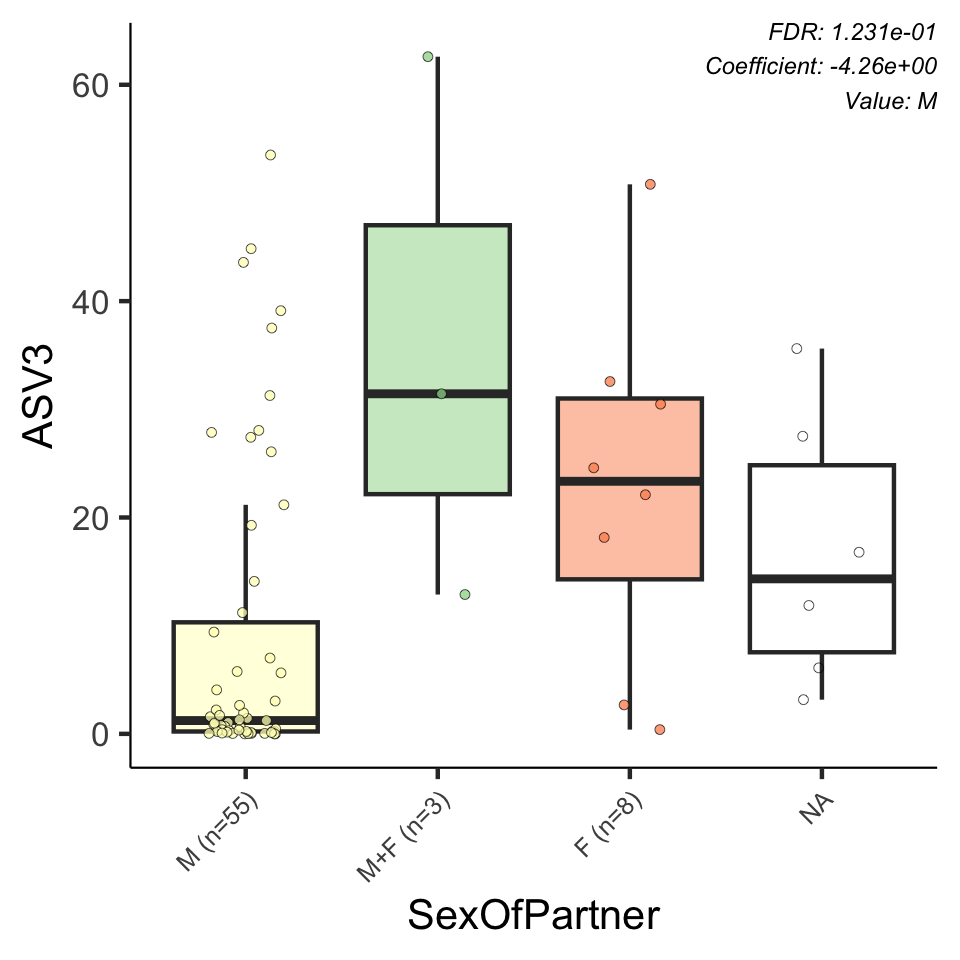 FDR: 1.231e-01
Coefficient: -4.26e+00
Value: M
60
40
20
0
ASV3
M (n=55)
M+F (n=3)
F (n=8)
NA
SexOfPartner